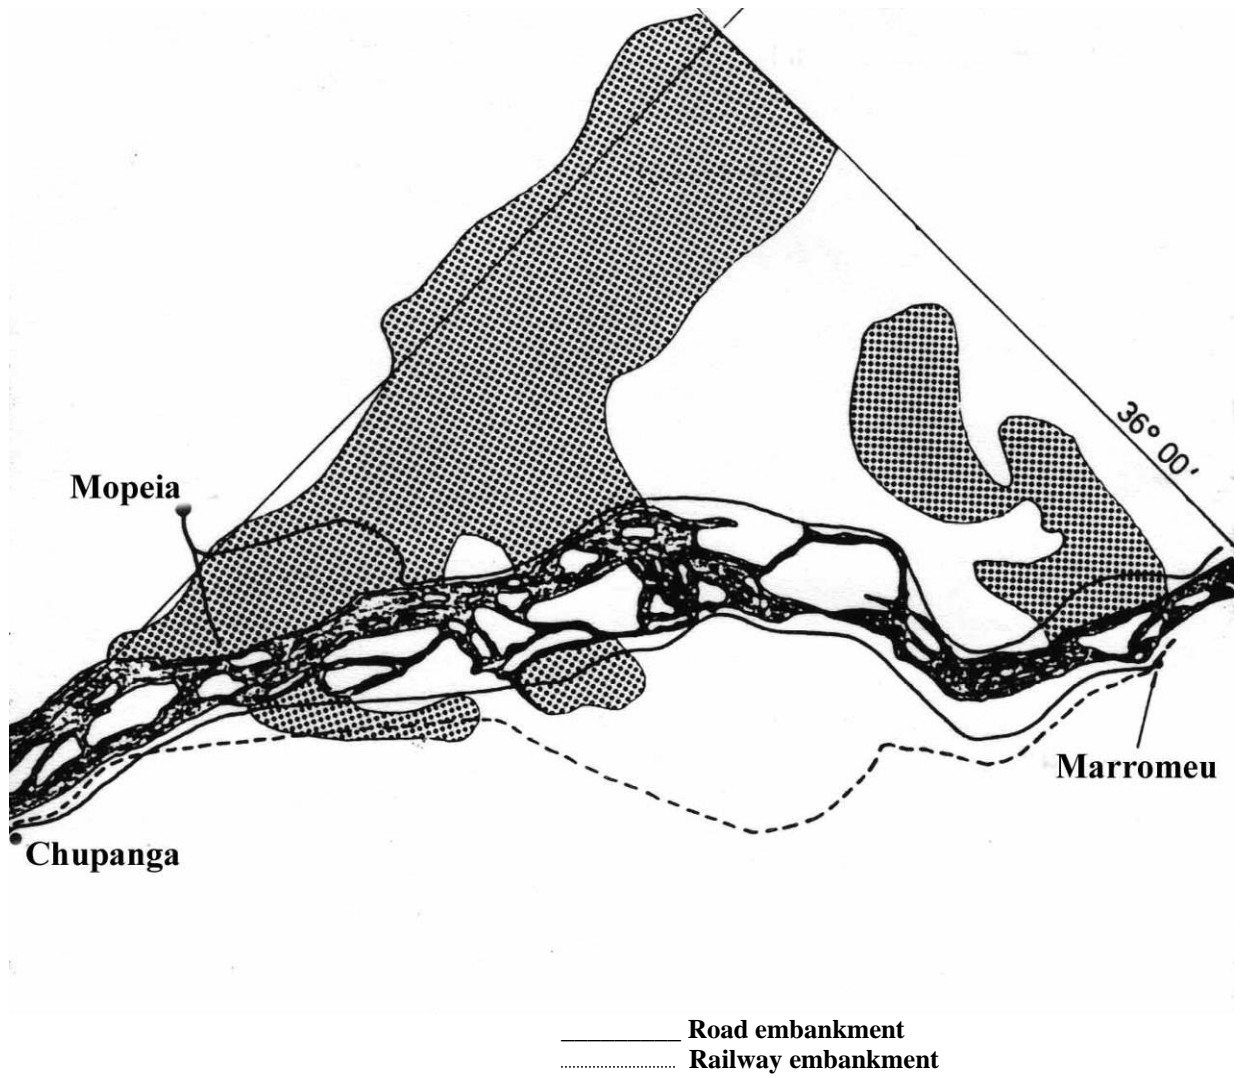 36° 00'
Mopeia
Marromeu
Chupanga
Road embankment
Railway embankment